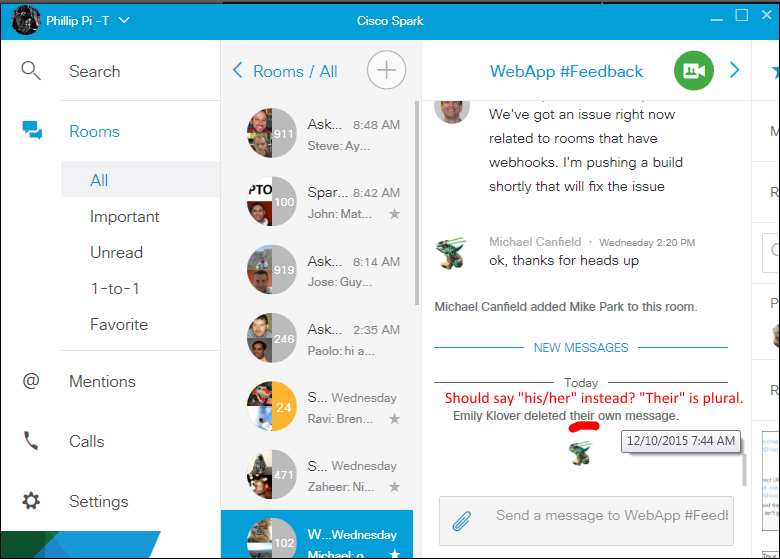 Phillip Pi -T
Cisco Spark
Search
Rooms
All
Important
Unread
1-to-1
Favorite
Mentions
Calls
Settings
Rooms / All
911
Ask... 8:48 AM
Steve: Ay...
PTO
100
Spar... 8:42 AM
John: Mat...
919
Ask... 8:14 AM
Jose: Guy...
246
Ask... 2:35 AM
Paolo: hi a...
24
S... Wednesday
Ravi: Bren...
471
S... Wednesday
Zaheer: Ni...
102
W... Wednesday
Michael: o
WebApp #Feedback
We've got an issue right now
related to rooms that have
webhooks. I'm pushing a build
shortly that will fix the issue
Michael Canfield · Wednesday 2:20 PM
ok, thanks for heads up
Michael Canfield added Mike Park to this room.
NEW MESSAGES
Today
Should say "his/her" instead? "Their" is plural.
Emily Klover deleted their own message.
12/10/2015 7:44 AM
Send a message to WebApp #Feedl